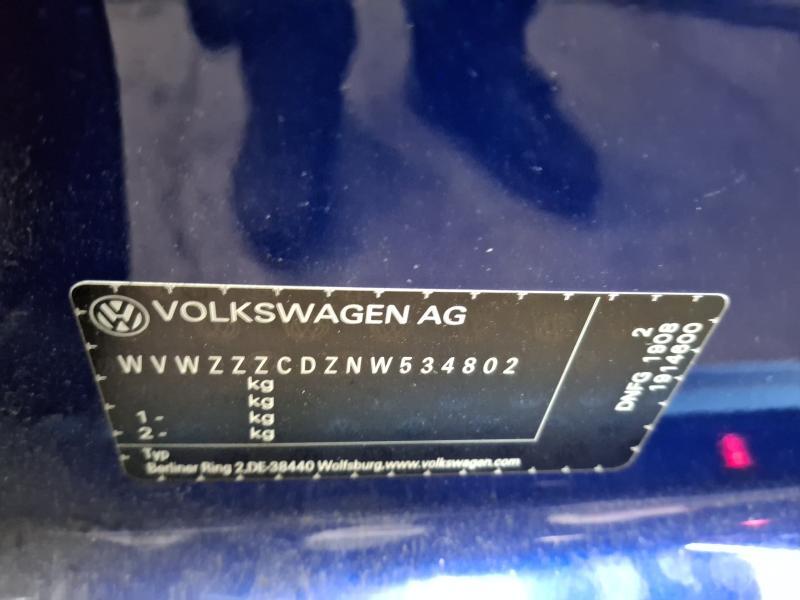 VOLKSWAGEN AG
WVWZZZCDZNW534802
kg
kg
1- kg
2- kg
Typ
Berliner Ring 2,DE-38440 Wolfsburg.www.volkswagen.com
2
DNFG 1908
1914600